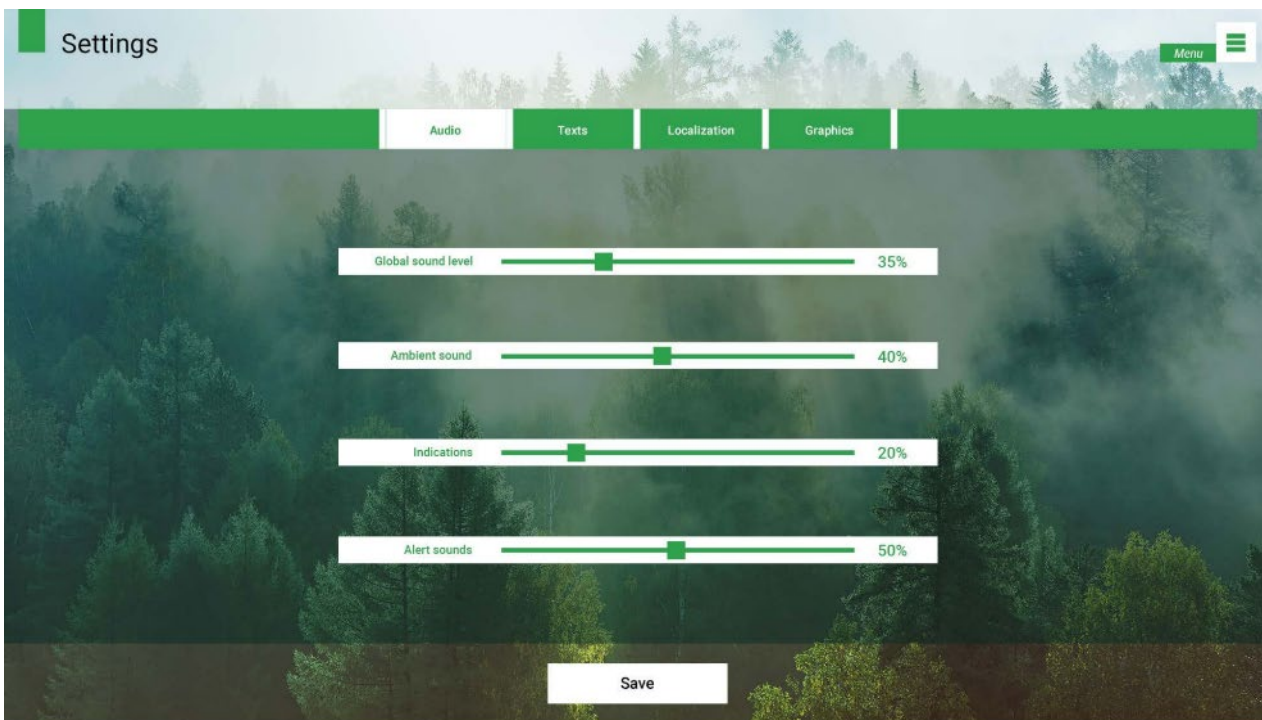 Settings
Menu
Audio Texts Localization Graphics
Global sound level 35%
Ambient sound 40%
Indications 20%
Alert sounds 50%
Save